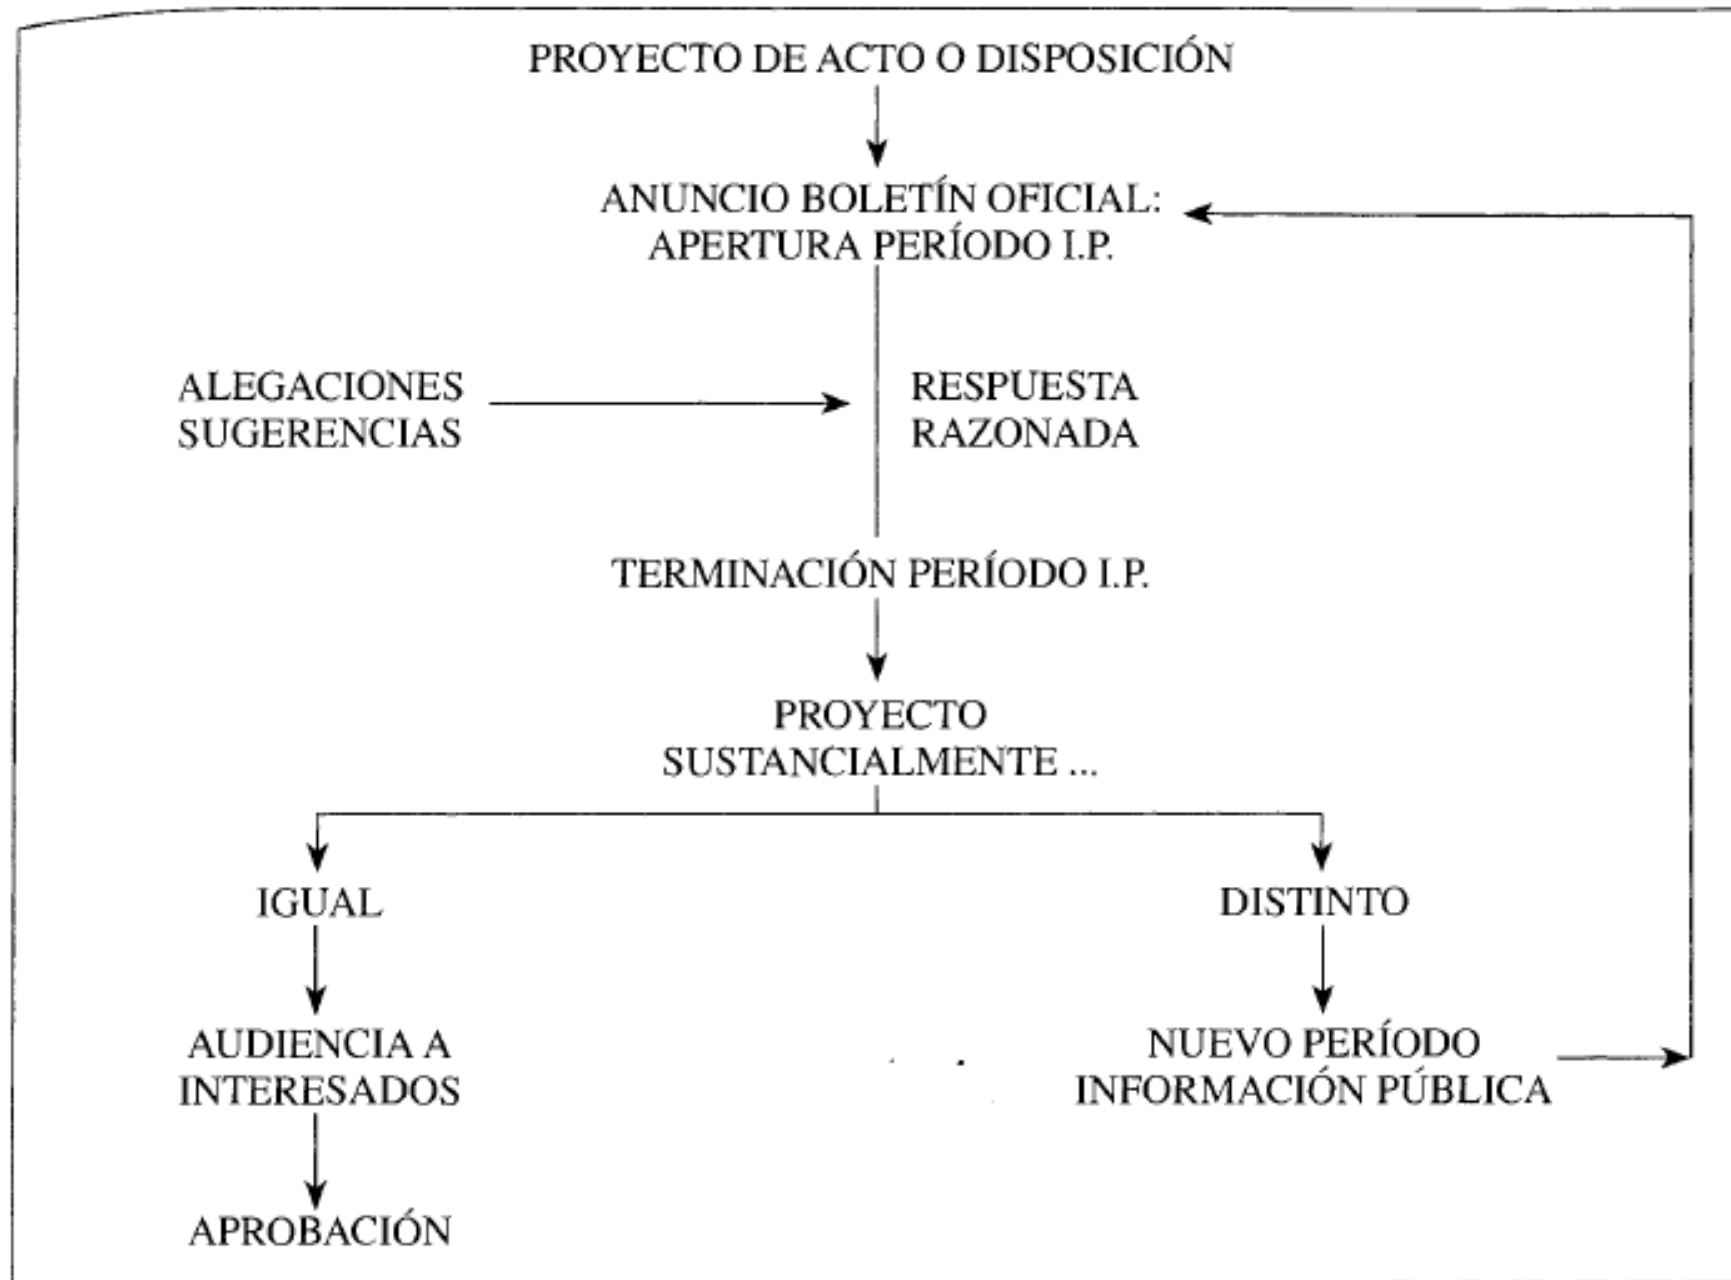 PROYECTO DE ACTO O DISPOSICIÓN
ANUNCIO BOLETÍN OFICIAL:
APERTURA PERÍODO I.P.
ALEGACIONES
SUGERENCIAS
RESPUESTA
RAZONADA
TERMINACIÓN PERÍODO I.P.
PROYECTO
SUSTANCIALMENTE ...
IGUAL
DISTINTO
AUDIENCIA A
INTERESADOS
NUEVO PERÍODO
INFORMACIÓN PÚBLICA
APROBACIÓN